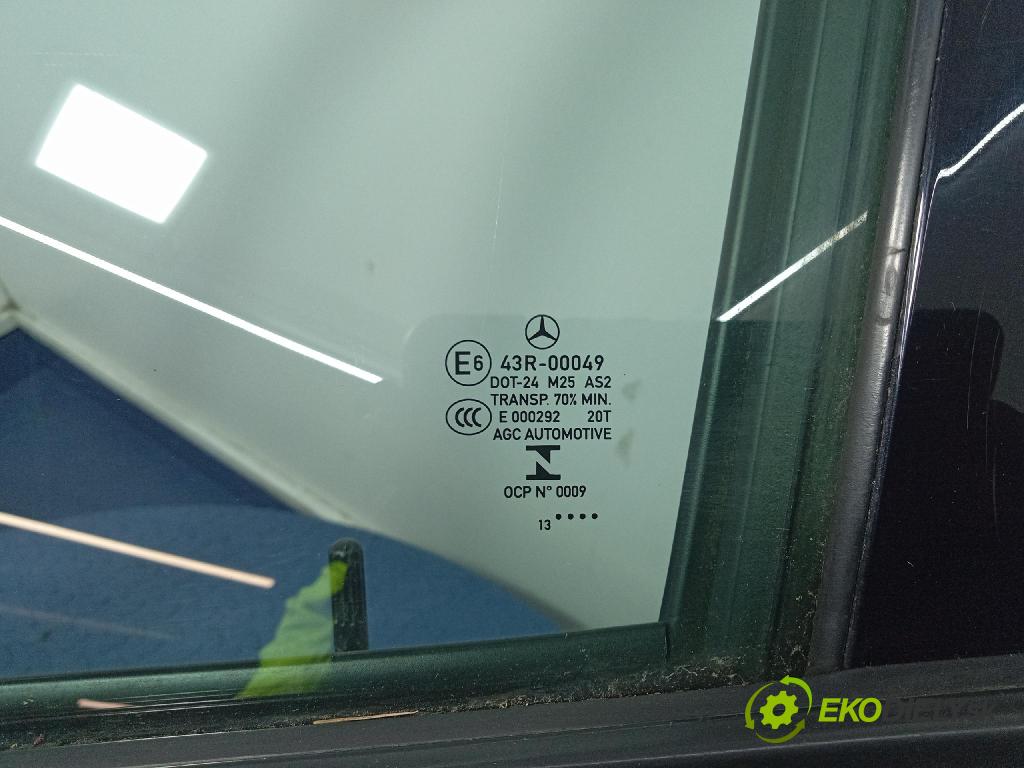 E6 43R-00049
DOT-24 M25 AS2
TRANSP. 70% MIN.
CCC E 000292 20T
AGC AUTOMOTIVE
OCP N° 0009
13 ••••
EKO